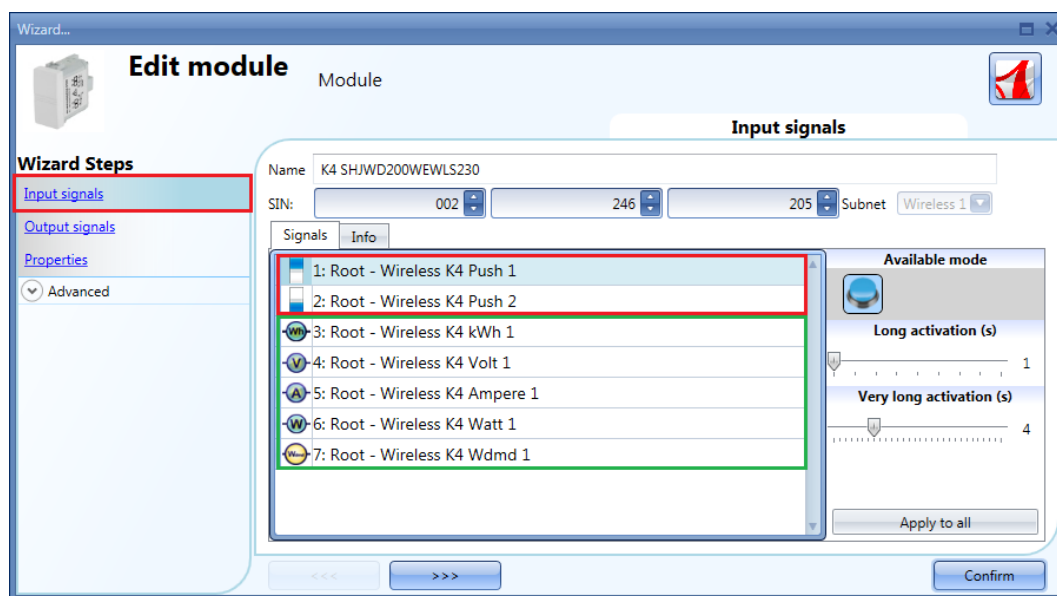 Wizard...
Edit module
Module
Input signals
Wizard Steps
Input signals
Output signals
Properties
Advanced
Name K4 SHJWD200WEWLS230
SIN: 002 246 205 Subnet Wireless 1
Signals Info
1: Root - Wireless K4 Push 1
2: Root - Wireless K4 Push 2
Wh 3: Root - Wireless K4 kWh 1
V 4: Root - Wireless K4 Volt 1
A 5: Root - Wireless K4 Ampere 1
W 6: Root - Wireless K4 Watt 1
7: Root - Wireless K4 Wdmd 1
Available mode
Long activation (s)
1
Very long activation (s)
4
Apply to all
<<< >>> Confirm